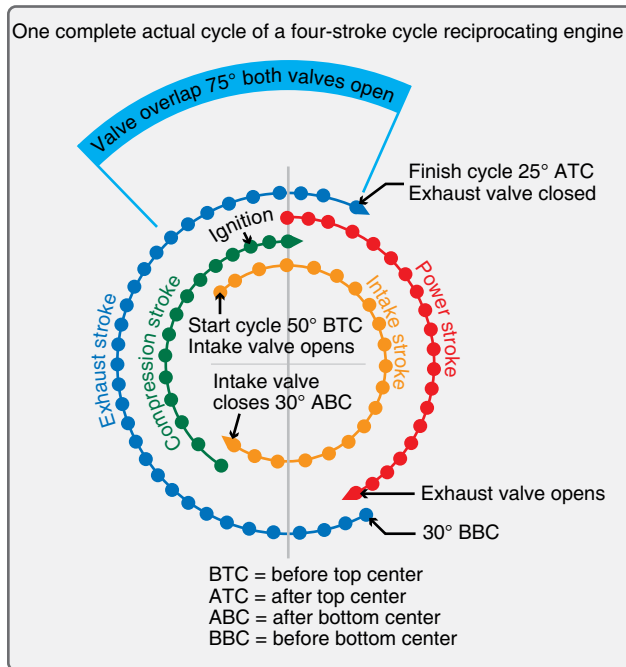 One complete actual cycle of a four-stroke cycle reciprocating engine
Valve overlap 75° both valves open
Finish cycle 25° ATC
Exhaust valve closed
Ignition
Power stroke
Intake stroke
Exhaust stroke
Compression stroke
Start cycle 50° BTC
Intake valve opens
Intake valve
closes 30° ABC
Exhaust valve opens
30° BBC
BTC = before top center
ATC = after top center
ABC = after bottom center
BBC = before bottom center